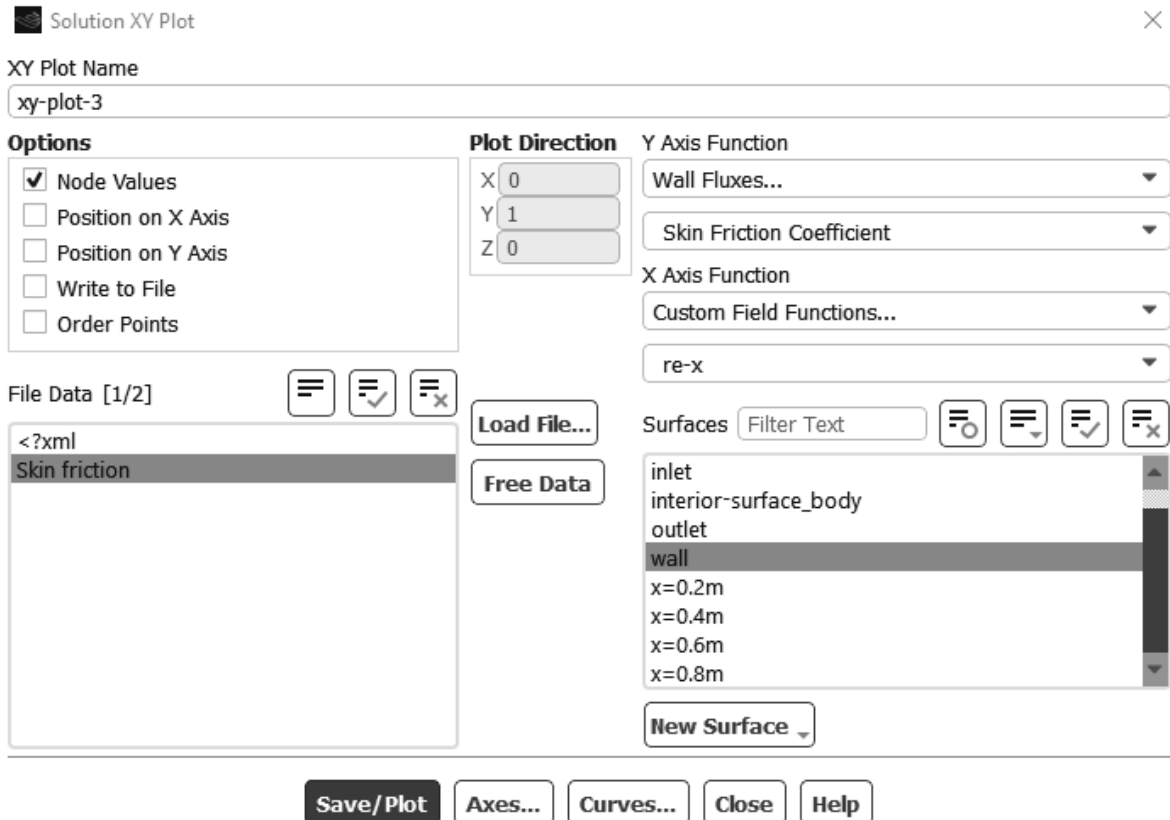 Solution XY Plot
XY Plot Name
xy-plot-3
Options
Node Values
Position on X Axis
Position on Y Axis
Write to File
Order Points
Plot Direction
X 0
Y 1
Z 0
Y Axis Function
Wall Fluxes...
Skin Friction Coefficient
X Axis Function
Custom Field Functions...
re-x
File Data [1/2]
<?xml
Skin friction
Load File...
Free Data
Surfaces Filter Text
inlet
interior-surface_body
outlet
wall
x=0.2m
x=0.4m
x=0.6m
x=0.8m
New Surface
Save/Plot Axes... Curves... Close Help